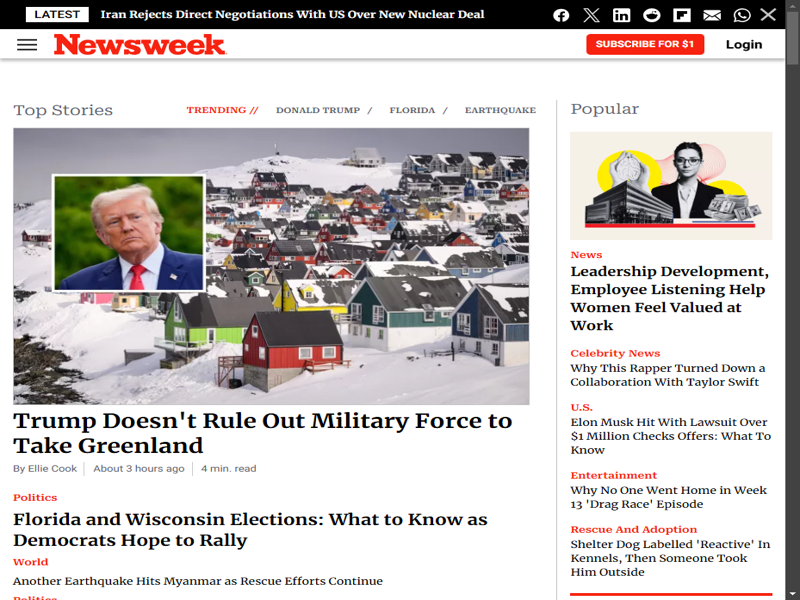 LATEST
Iran Rejects Direct Negotiations With US Over New Nuclear Deal
Newsweek
SUBSCRIBE FOR $1
Login
Top Stories
TRENDING //
DONALD TRUMP /
FLORIDA /
EARTHQUAKE
Trump Doesn't Rule Out Military Force to
Take Greenland
By Ellie Cook
About 3 hours ago
4 min. read
Politics
Florida and Wisconsin Elections: What to Know as
Democrats Hope to Rally
World
Another Earthquake Hits Myanmar as Rescue Efforts Continue
Politics
Popular
News
Leadership Development,
Employee Listening Help
Women Feel Valued at
Work
Celebrity News
Why This Rapper Turned Down a
Collaboration With Taylor Swift
U.S.
Elon Musk Hit With Lawsuit Over
$1 Million Checks Offers: What To
Know
Entertainment
Why No One Went Home in Week
13 'Drag Race' Episode
Rescue And Adoption
Shelter Dog Labelled 'Reactive' In
Kennels, Then Someone Took
Him Outside